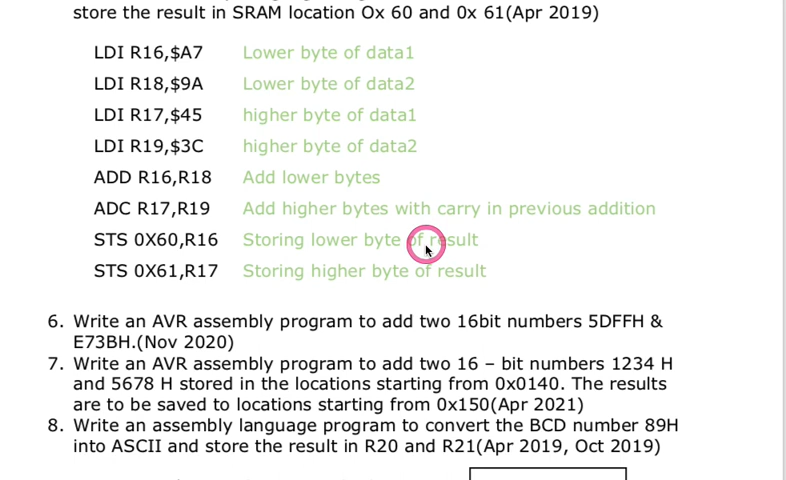 store the result in SRAM location Ox 60 and 0x 61(Apr 2019)
LDI R16,$A7 Lower byte of data1
LDI R18,$9A Lower byte of data2
LDI R17,$45 higher byte of data1
LDI R19,$3C higher byte of data2
ADD R16,R18 Add lower bytes
ADC R17,R19 Add higher bytes with carry in previous addition
STS 0X60,R16 Storing lower byte of result
STS 0X61,R17 Storing higher byte of result
6. Write an AVR assembly program to add two 16bit numbers 5DFFH &
E73BH.(Nov 2020)
7. Write an AVR assembly program to add two 16 – bit numbers 1234 H
and 5678 H stored in the locations starting from 0x0140. The results
are to be saved to locations starting from 0x150(Apr 2021)
8. Write an assembly language program to convert the BCD number 89H
into ASCII and store the result in R20 and R21(Apr 2019, Oct 2019)